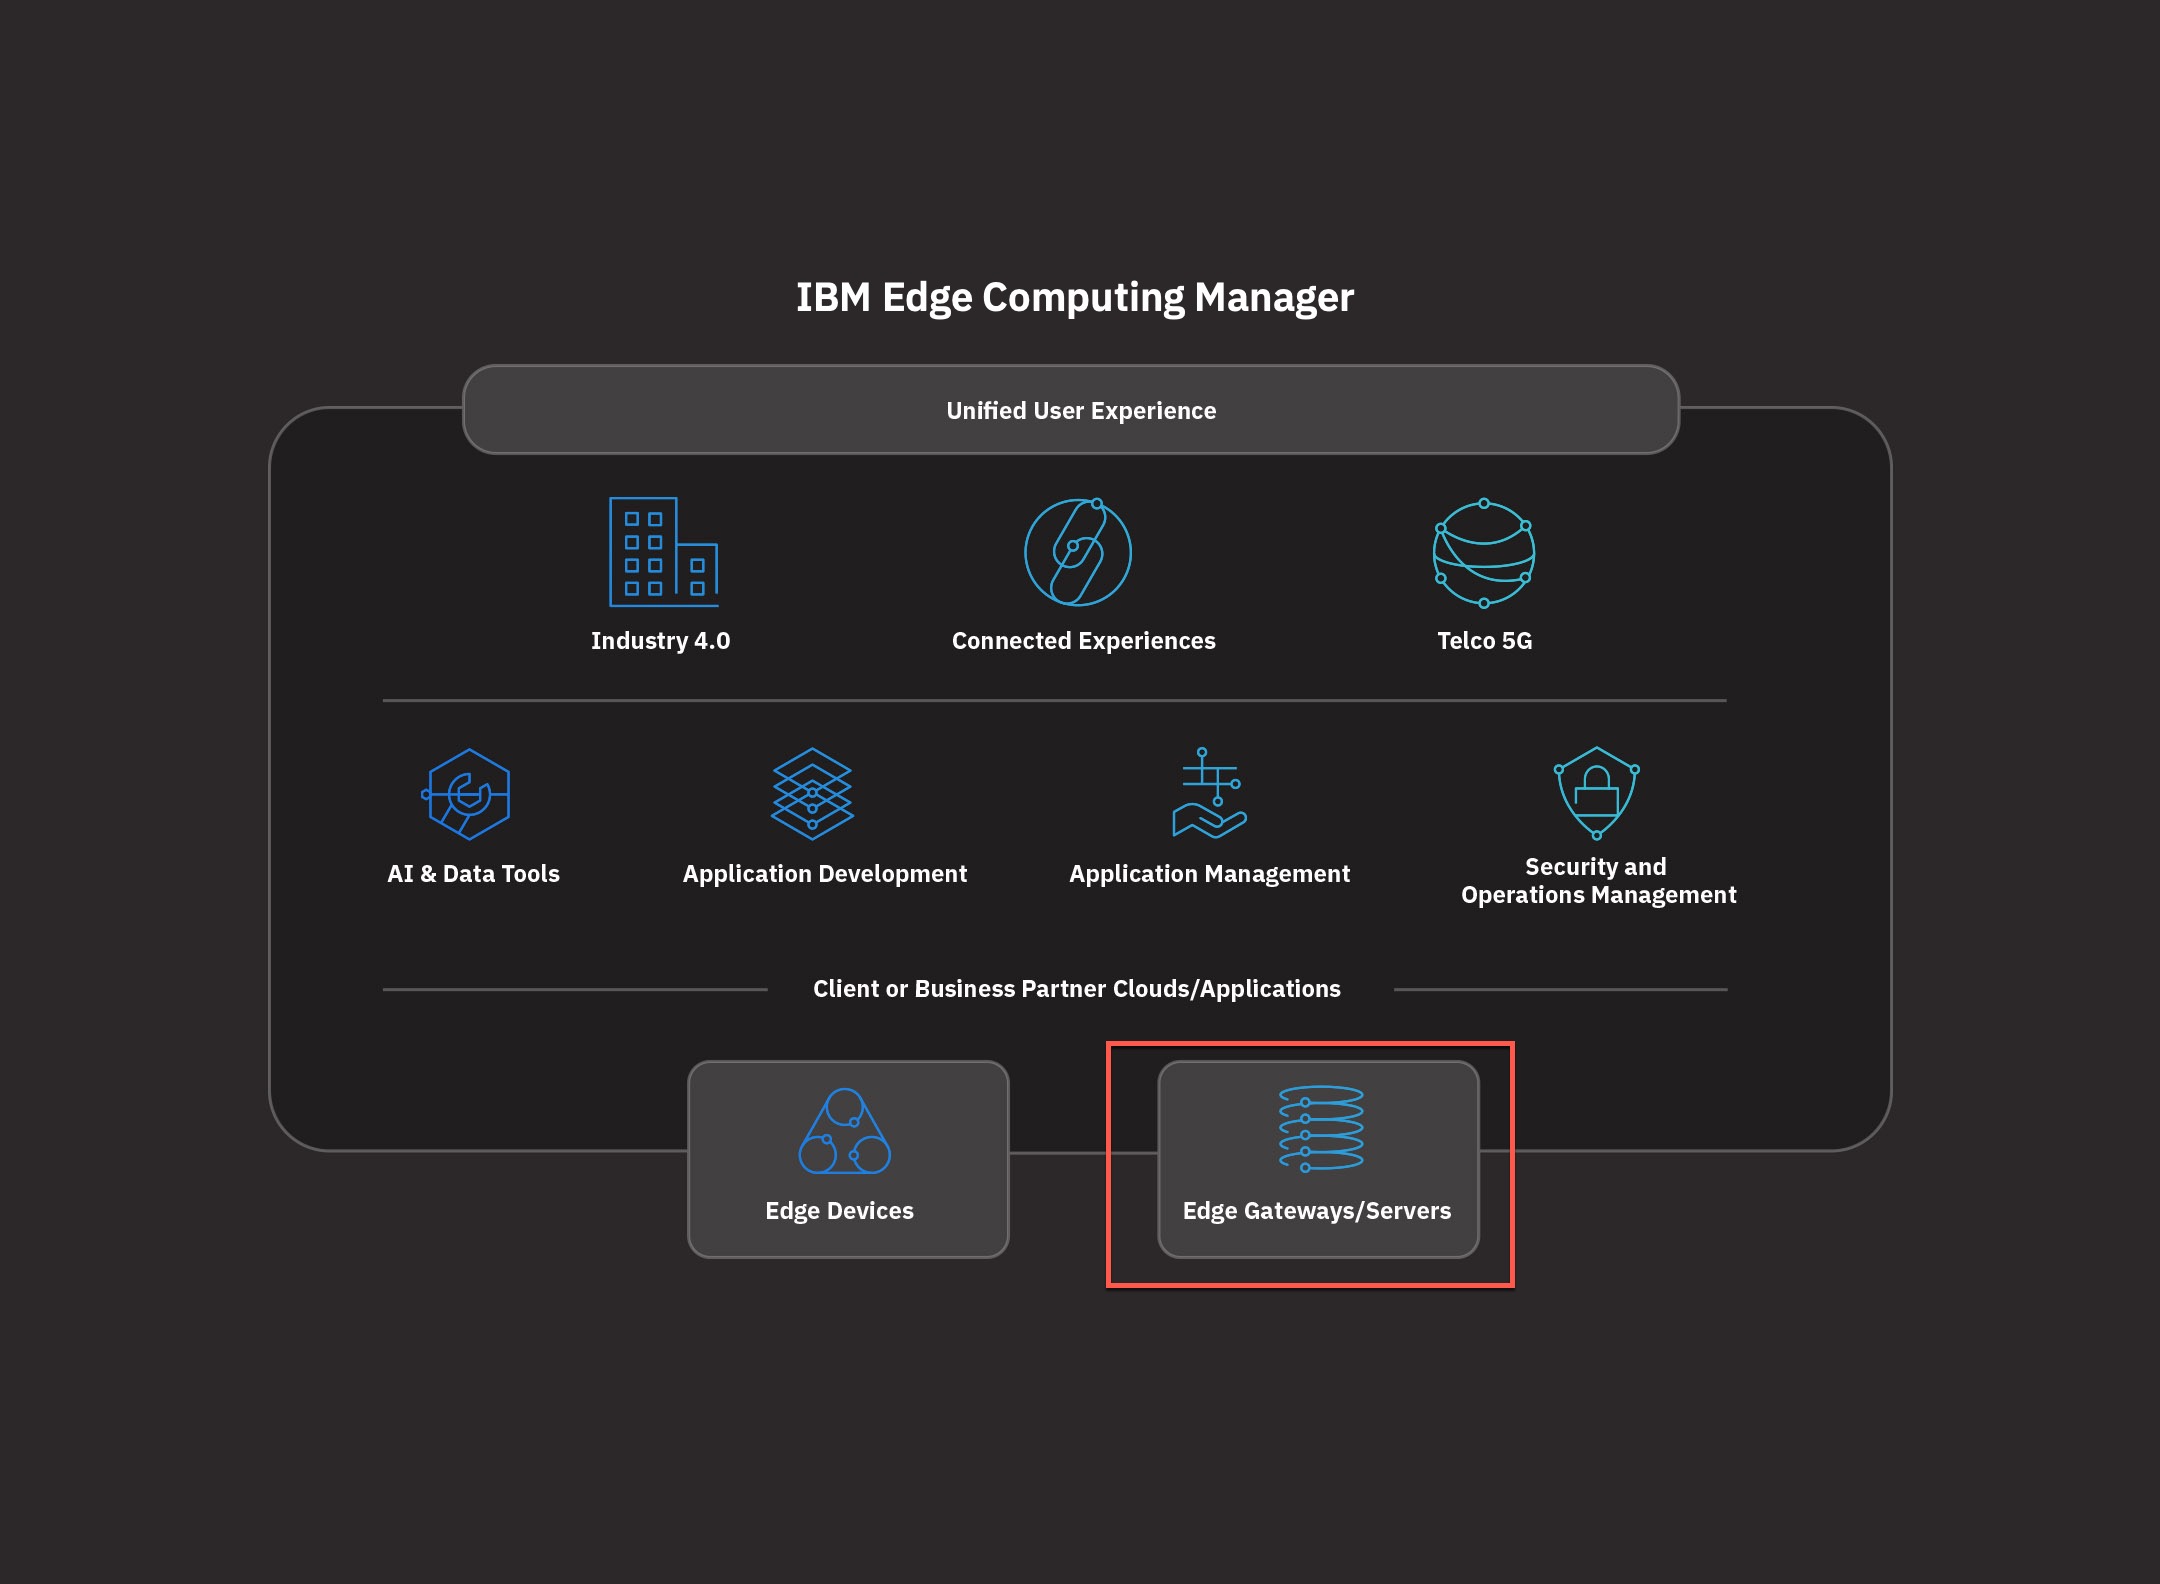 IBM Edge Computing Manager
Unified User Experience
Industry 4.0
Connected Experiences
Telco 5G
AI & Data Tools
Application Development
Application Management
Security and
Operations Management
Client or Business Partner Clouds/Applications
Edge Devices
Edge Gateways/Servers